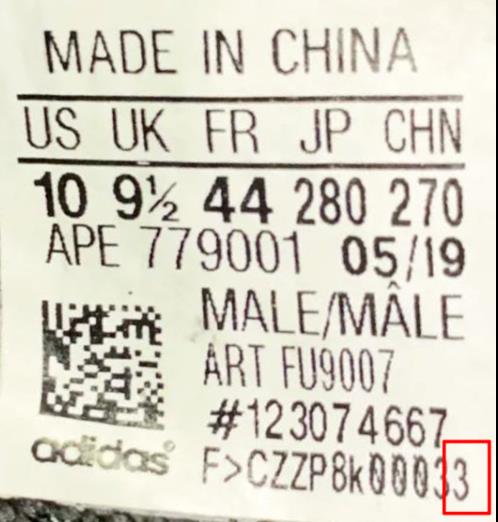 MADE IN CHINA
US UK FR JP CHN
10 9½ 44 280 270
APE 779001 05/19
MALE/MÂLE
ART FU9007
#123074667
adidas® F>CZZP8k00033